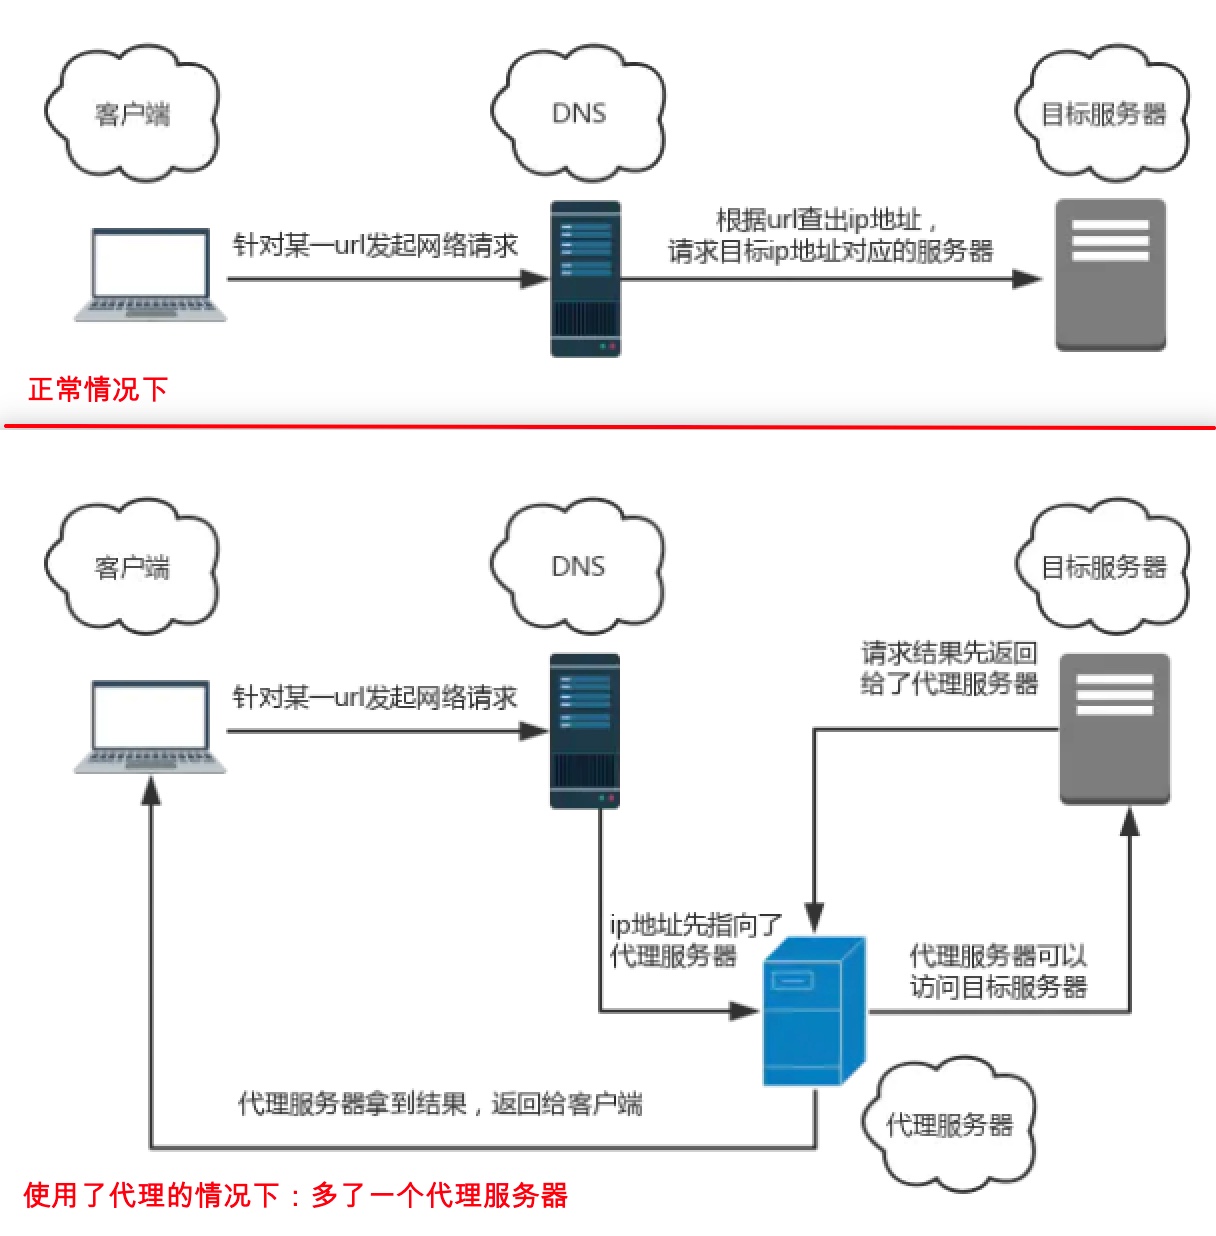 客户端
DNS
目标服务器
针对某一url发起网络请求
根据url查出ip地址，
请求目标ip地址对应的服务器
正常情况下
客户端
DNS
目标服务器
针对某一url发起网络请求
请求结果先返回
给了代理服务器
ip地址先指向了
代理服务器
代理服务器可以
访问目标服务器
代理服务器拿到结果，返回给客户端
代理服务器
使用了代理的情况下：多了一个代理服务器